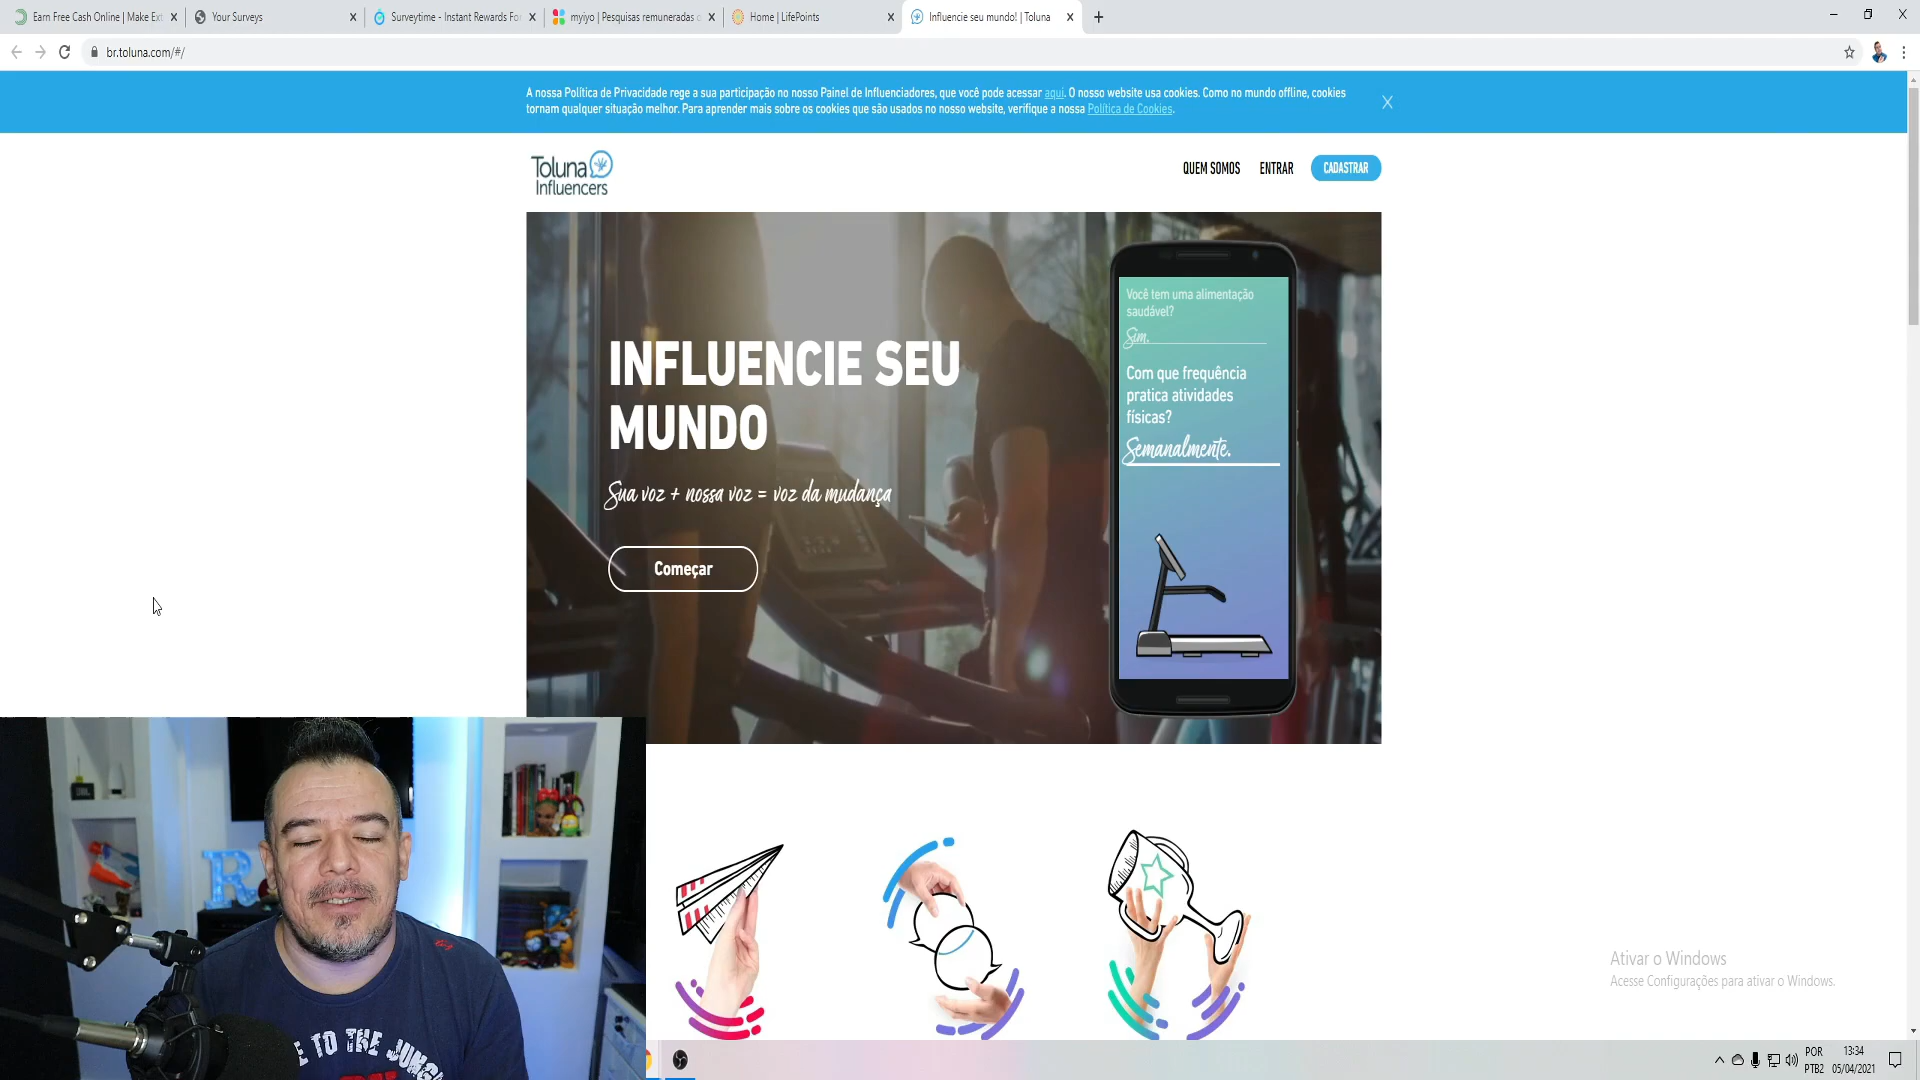 Earn Free Cash Online | Make Ext
Your Surveys
Surveytime - Instant Rewards For
myiyo | Pesquisas remuneradas o
Home | LifePoints
Influencie seu mundo! | Toluna
br.toluna.com/#/
A nossa Política de Privacidade rege a sua participação no nosso Painel de Influenciadores, que você pode acessar aqui. O nosso website usa cookies. Como no mundo offline, cookies
tornam qualquer situação melhor. Para aprender mais sobre os cookies que são usados no nosso website, verifique a nossa Política de Cookies.
X
Toluna
Influencers
QUEM SOMOS
ENTRAR
CADASTRAR
INFLUENCIE SEU
MUNDO
Sua voz + nossa voz = voz da mudança
Começar
Você tem uma alimentação
saudável?
Sim.
Com que frequência
pratica atividades
físicas?
Semanalmente.
R
E TO THE JUNG
Ativar o Windows
Acesse Configurações para ativar o Windows.
POR
PTB2
13:34
05/04/2021